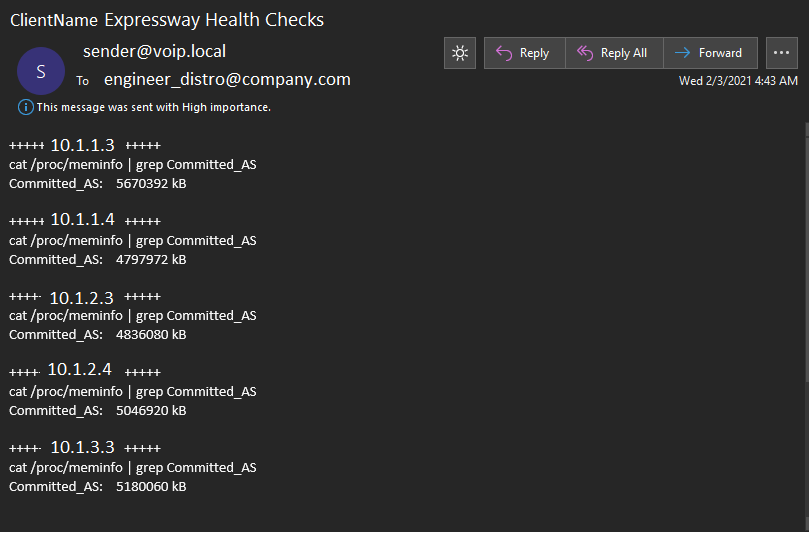 ClientName Expressway Health Checks
S
sender@voip.local
To engineer_distro@company.com
Reply
Reply All
Forward
Wed 2/3/2021 4:43 AM
This message was sent with High importance.
+++++ 10.1.1.3 +++++
cat /proc/meminfo | grep Committed_AS
Committed_AS: 5670392 kB
+++++ 10.1.1.4 +++++
cat /proc/meminfo | grep Committed_AS
Committed_AS: 4797972 kB
++++ 10.1.2.3 +++++
cat /proc/meminfo | grep Committed_AS
Committed_AS: 4836080 kB
++++ 10.1.2.4 +++++
cat /proc/meminfo | grep Committed_AS
Committed_AS: 5046920 kB
++++ 10.1.3.3 +++++
cat /proc/meminfo | grep Committed_AS
Committed_AS: 5180060 kB